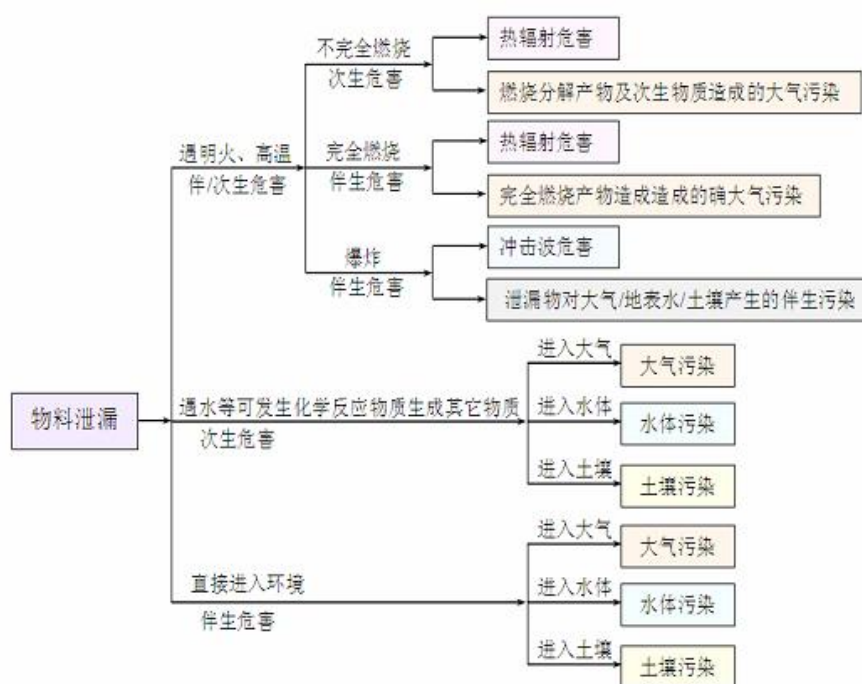 不完全燃烧
次生危害
热辐射危害
燃烧分解产物及次生物质造成的大气污染
遇明火、高温
伴/次生危害
完全燃烧
伴生危害
热辐射危害
完全燃烧产物造成造成的确大气污染
爆炸
伴生危害
冲击波危害
泄漏物对大气/地表水/土壤产生的伴生污染
物料泄漏
遇水等可发生化学反应物质生成其它物质
次生危害
进入大气
大气污染
进入水体
水体污染
进入土壤
土壤污染
直接进入环境
伴生危害
进入大气
大气污染
进入水体
水体污染
进入土壤
土壤污染